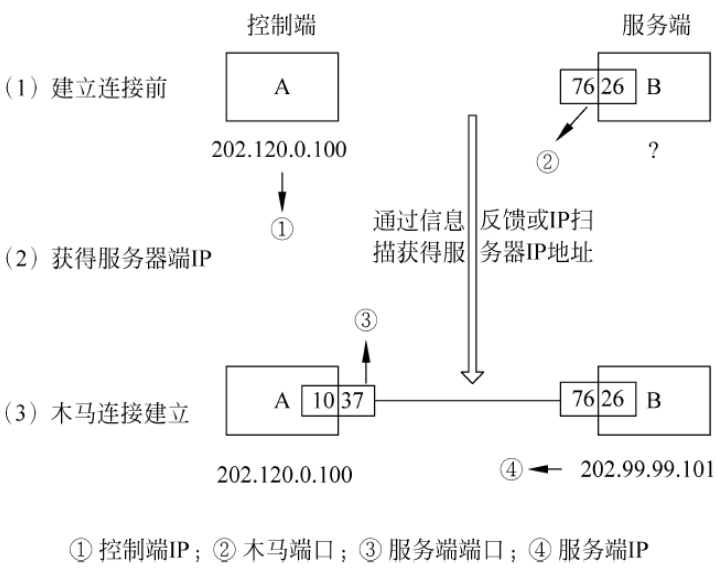 控制端
服务端
（1）建立连接前
A
76 26
B
202.120.0.100
②
?
①
通过信息反馈或IP扫
描获得服务器IP地址
（2）获得服务器端IP
③
（3）木马连接建立
A
10 37
76 26
B
202.120.0.100
④
202.99.99.101
① 控制端IP；② 木马端口；③ 服务端端口；④ 服务端IP